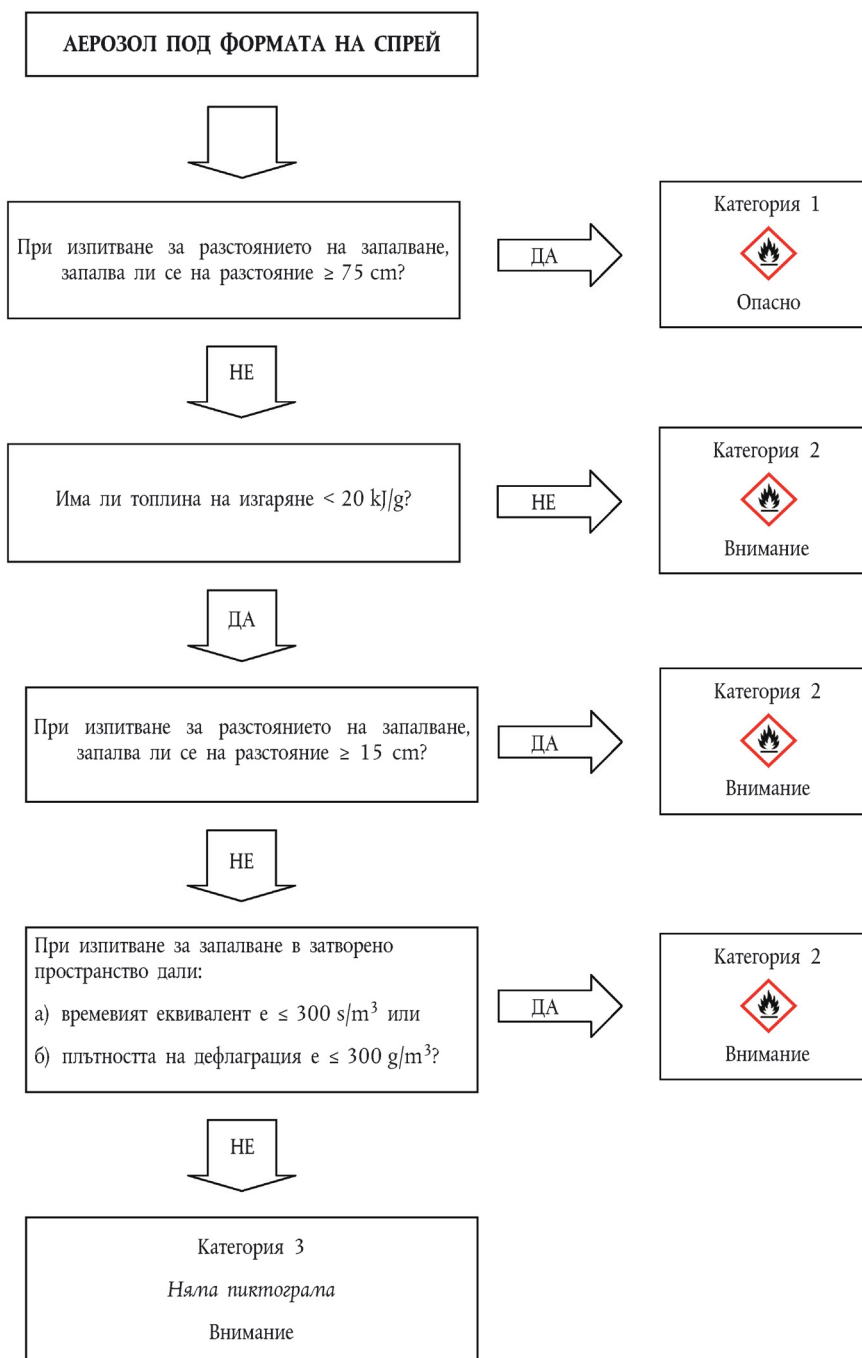 АЕРОЗОЛ ПОД ФОРМАТА НА СПРЕЙ
При изпитване за разстоянието на запалване,
запалва ли се на разстояние ≥ 75 cm?
ДА
Категория 1
Опасно
НЕ
Има ли топлина на изгаряне < 20 kJ/g?
НЕ
Категория 2
Внимание
ДА
При изпитване за разстоянието на запалване,
запалва ли се на разстояние ≥ 15 cm?
ДА
Категория 2
Внимание
НЕ
При изпитване за запалване в затворено
пространство дали:
а) времевият еквивалент е ≤ 300 s/m³ или
б) плътността на дефлаграция е ≤ 300 g/m³?
ДА
Категория 2
Внимание
НЕ
Категория 3
Няма пиктограма
Внимание